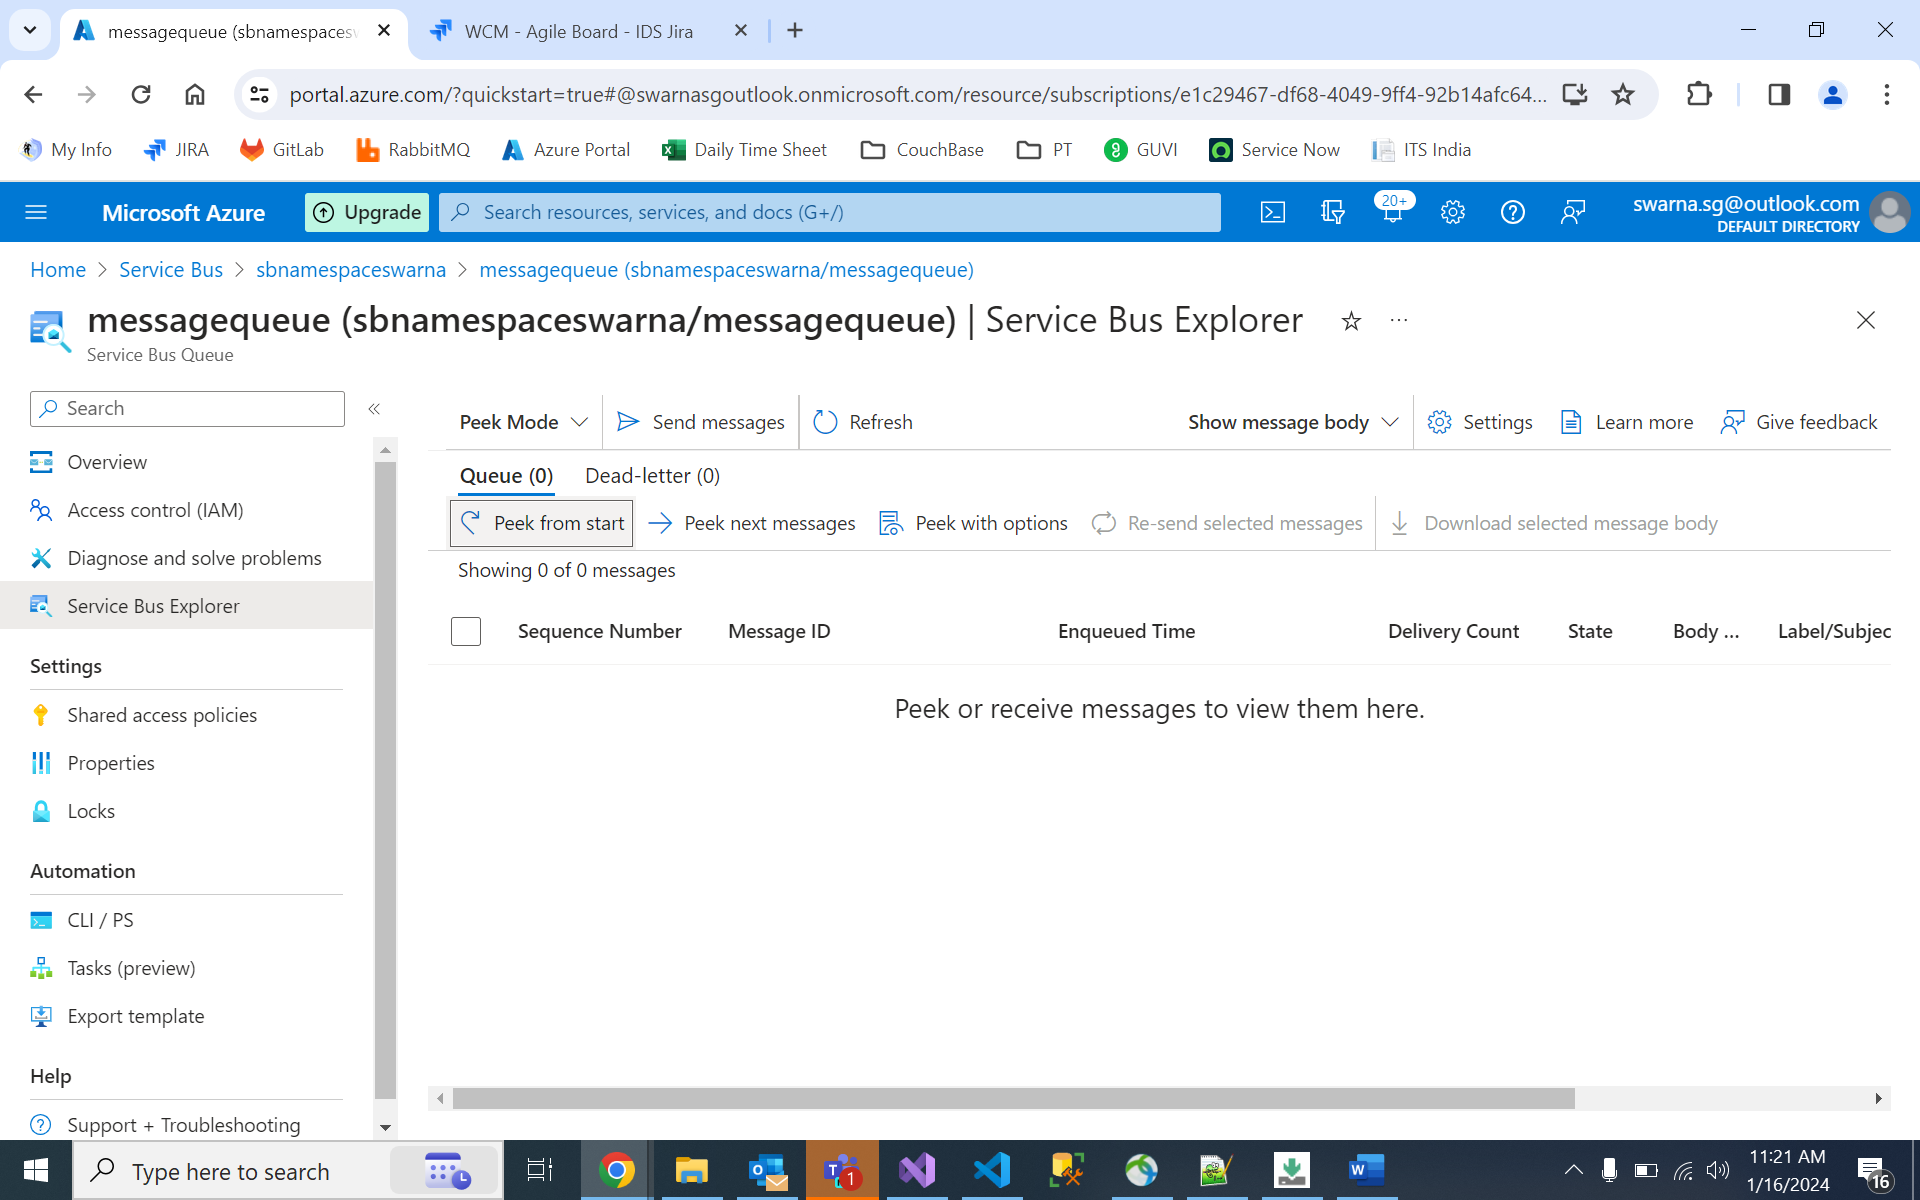 messagequeue (sbnamespacesw
WCM - Agile Board - IDS Jira
portal.azure.com/?quickstart=true#@swarnasgoutlook.onmicrosoft.com/resource/subscriptions/e1c29467-df68-4049-9ff4-92b14afc64...
My Info
JIRA
GitLab
RabbitMQ
Azure Portal
Daily Time Sheet
CouchBase
PT
GUVI
Service Now
ITS India
Microsoft Azure
Upgrade
Search resources, services, and docs (G+/)
20+
swarna.sg@outlook.com
DEFAULT DIRECTORY
Home > Service Bus > sbnamespaceswarna > messagequeue (sbnamespaceswarna/messagequeue)
messagequeue (sbnamespaceswarna/messagequeue) | Service Bus Explorer
Service Bus Queue
Search
Overview
Access control (IAM)
Diagnose and solve problems
Service Bus Explorer
Settings
Shared access policies
Properties
Locks
Automation
CLI / PS
Tasks (preview)
Export template
Help
Support + Troubleshooting
Peek Mode
Send messages
Refresh
Show message body
Settings
Learn more
Give feedback
Queue (0)
Dead-letter (0)
Peek from start
Peek next messages
Peek with options
Re-send selected messages
Download selected message body
Showing 0 of 0 messages
Sequence Number
Message ID
Enqueued Time
Delivery Count
State
Body ...
Label/Subjec
Peek or receive messages to view them here.
Type here to search
1
11:21 AM
1/16/2024
16